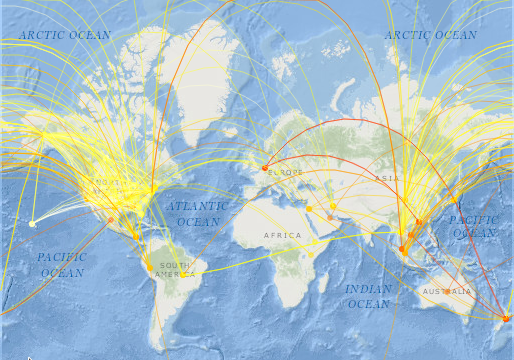 ARCTIC OCEAN
ARCTIC OCEAN
EUROPE
ASIA
ATLANTIC
OCEAN
PACIFIC
OCEAN
AFRICA
PACIFIC
OCEAN
SOUTH
AMERICA
INDIAN
OCEAN
AUSTRALIA